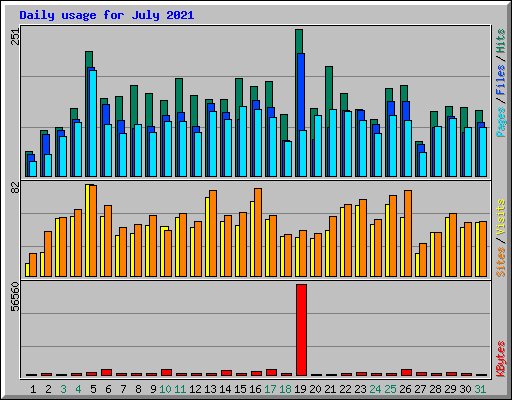 Daily usage for July 2021
251
Pages / Files / Hits
82
Sites / Visits
56560
KBytes
1 2 3 4 5 6 7 8 9 10 11 12 13 14 15 16 17 18 19 20 21 22 23 24 25 26 27 28 29 30 31